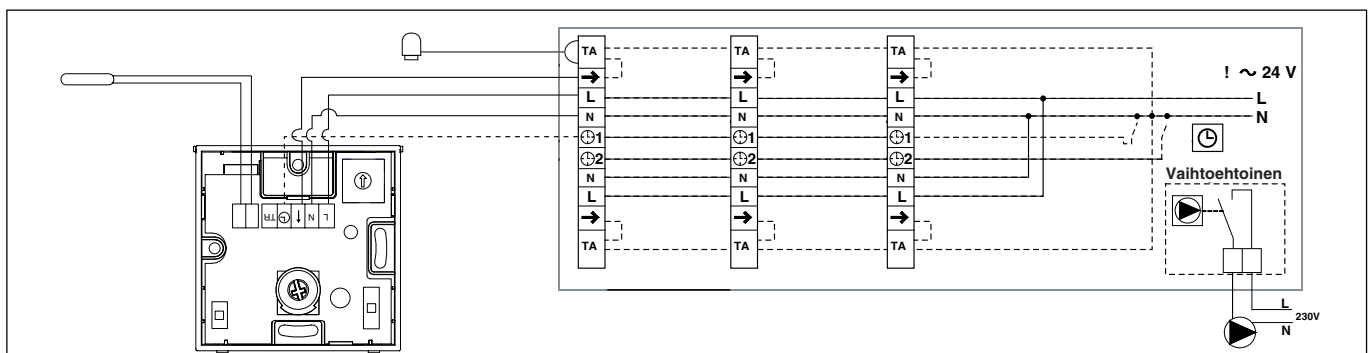 TA TA TA
! ~ 24 V
L L L L
N N N N
1 1 1
2 2 2
N N N
Vaihtoehtoinen
L L L
TR N L
TA TA TA
L
230V
N